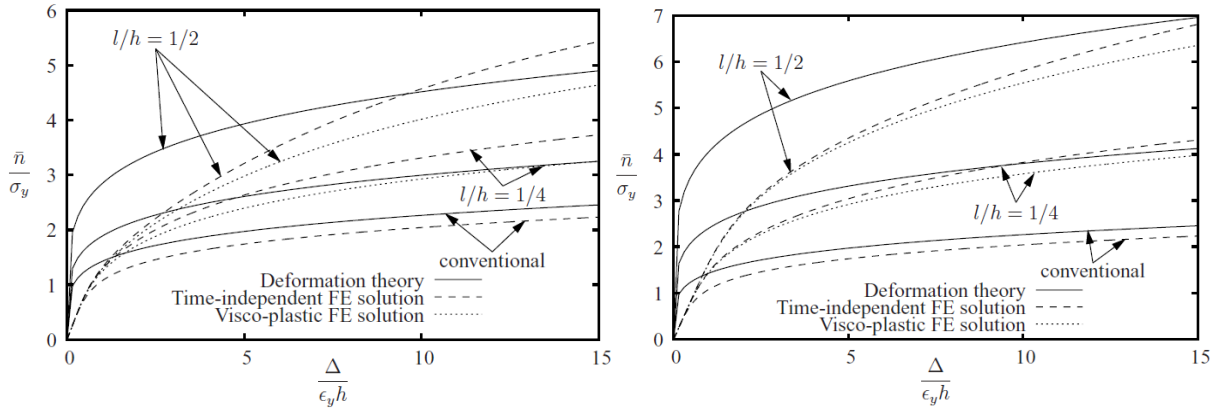 6
5
4
3
2
1
0
n̄
σ_y
l/h = 1/2
l/h = 1/4
conventional
Deformation theory
Time-independent FE solution
Visco-plastic FE solution
0
5
10
15
Δ
ϵ_y h
7
6
5
4
3
2
1
0
n̄
σ_y
l/h = 1/2
l/h = 1/4
conventional
Deformation theory
Time-independent FE solution
Visco-plastic FE solution
0
5
10
15
Δ
ϵ_y h